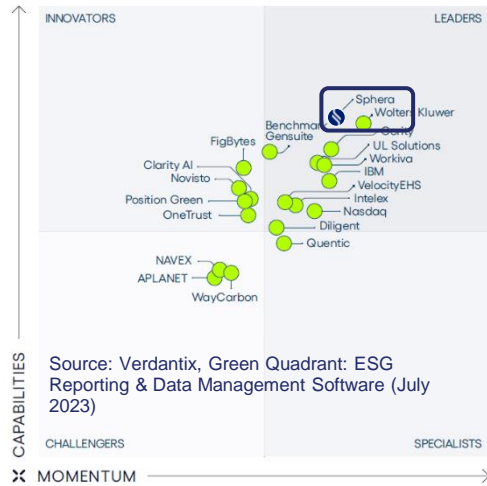 INNOVATORS
LEADERS
Sphera
Wolters Kluwer
Benchmark
Gensuite
Cority
UL Solutions
Workiva
IBM
VelocityEHS
Intelex
Nasdaq
Diligent
Quentic
FigBytes
Clarity AI
Novisto
Position Green
OneTrust
NAVEX
APLANET
WayCarbon
Source: Verdantix, Green Quadrant: ESG
Reporting & Data Management Software (July
2023)
CHALLENGERS
SPECIALISTS
CAPABILITIES
MOMENTUM